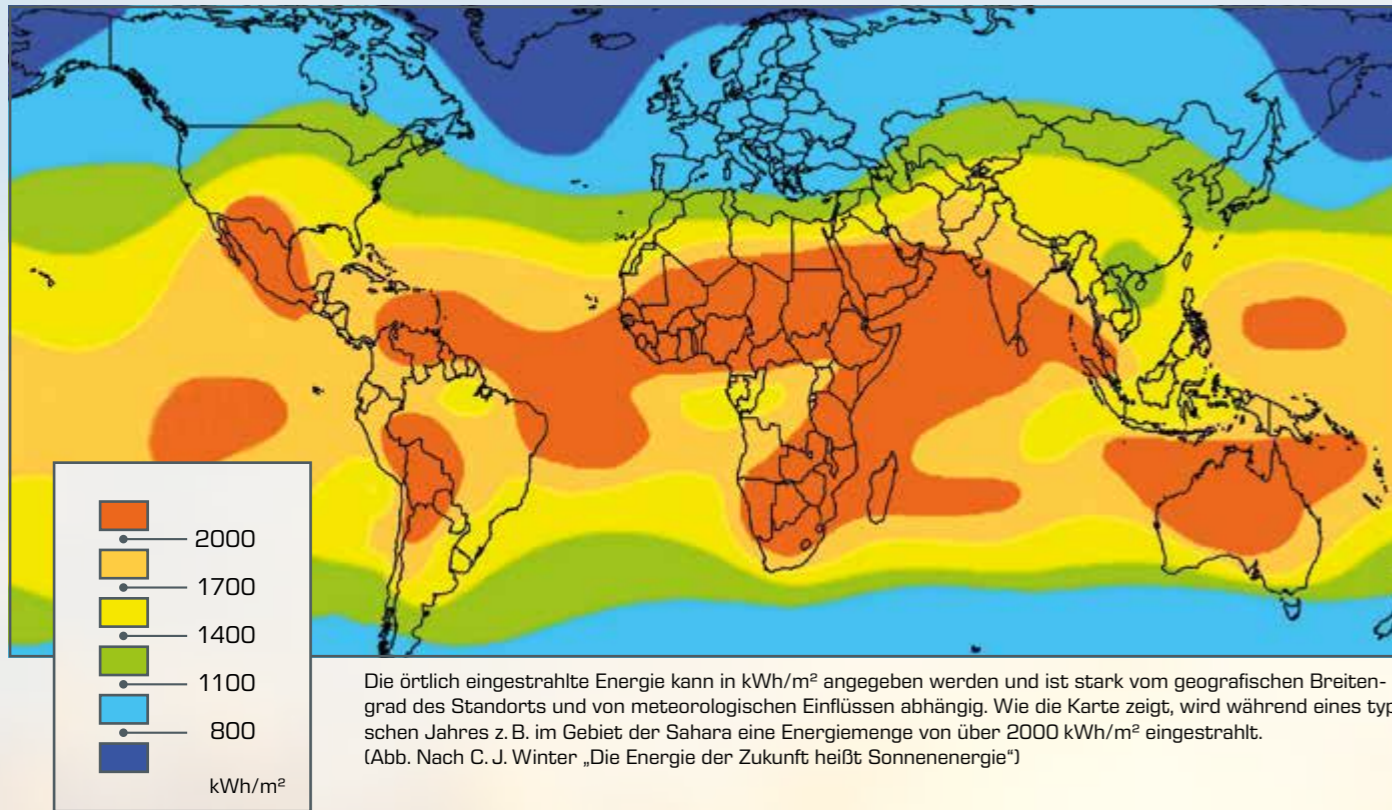 2000
1700
1400
1100
800
kWh/m²
Die örtlich eingestrahlte Energie kann in kWh/m² angegeben werden und ist stark vom geografischen Breiten-
grad des Standorts und von meteorologischen Einflüssen abhängig. Wie die Karte zeigt, wird während eines typ
schen Jahres z. B. im Gebiet der Sahara eine Energiemenge von über 2000 kWh/m² eingestrahlt.
(Abb. Nach C. J. Winter „Die Energie der Zukunft heißt Sonnenenergie“)